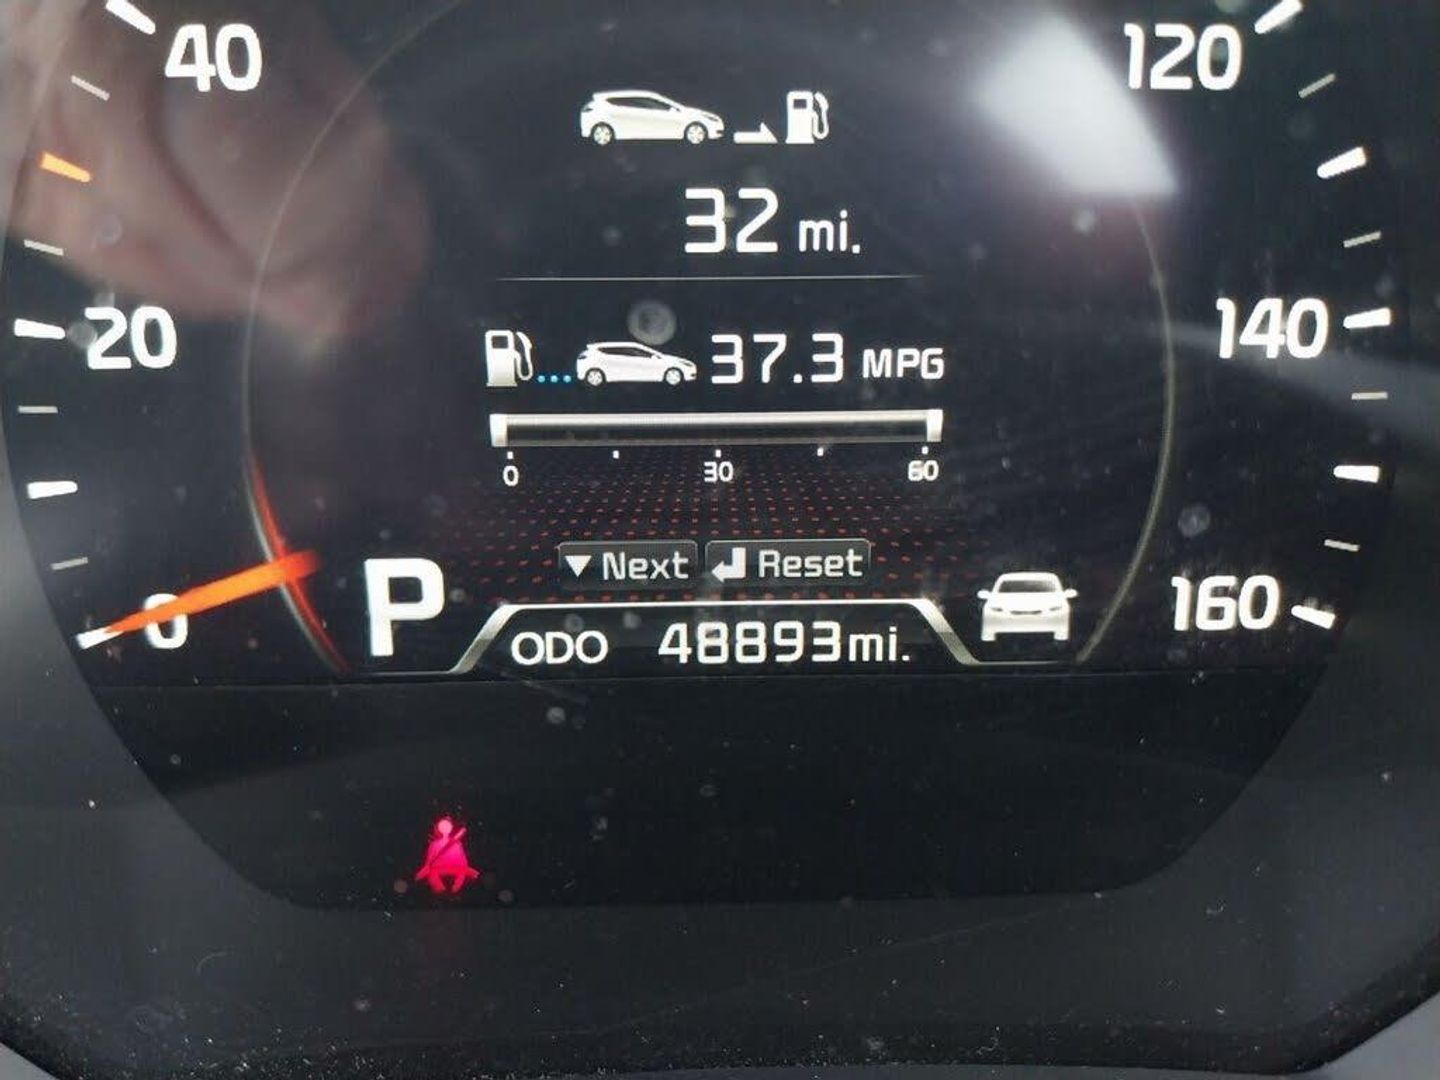 40
120
32 mi.
20
37.3 MPG
140
0 30 60
▼ Next ↲ Reset
0
P
160
ODO 48893mi.